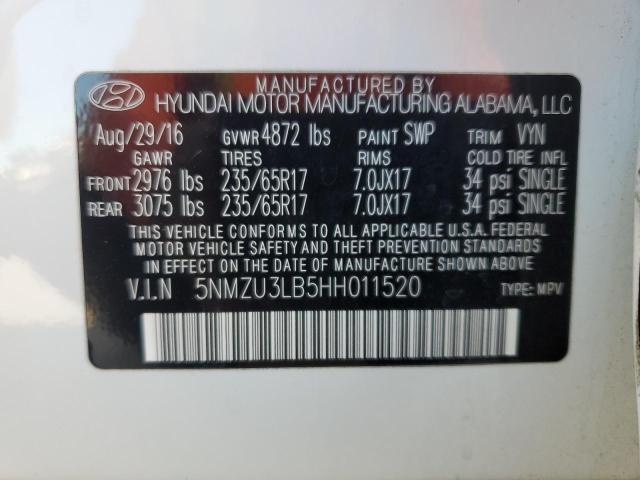 MANUFACTURED BY
HYUNDAI MOTOR MANUFACTURING ALABAMA, LLC
Aug/29/16 GVWR 4872 lbs PAINT SWP TRIM VYN
GAWR TIRES RIMS COLD TIRE INFL
FRONT 2976 lbs 235/65R17 7.0JX17 34 psi SINGLE
REAR 3075 lbs 235/65R17 7.0JX17 34 psi SINGLE
THIS VEHICLE CONFORMS TO ALL APPLICABLE U.S.A. FEDERAL
MOTOR VEHICLE SAFETY AND THEFT PREVENTION STANDARDS
IN EFFECT ON THE DATE OF MANUFACTURE SHOWN ABOVE.
V.I.N 5NMZU3LB5HH011520 TYPE: MPV